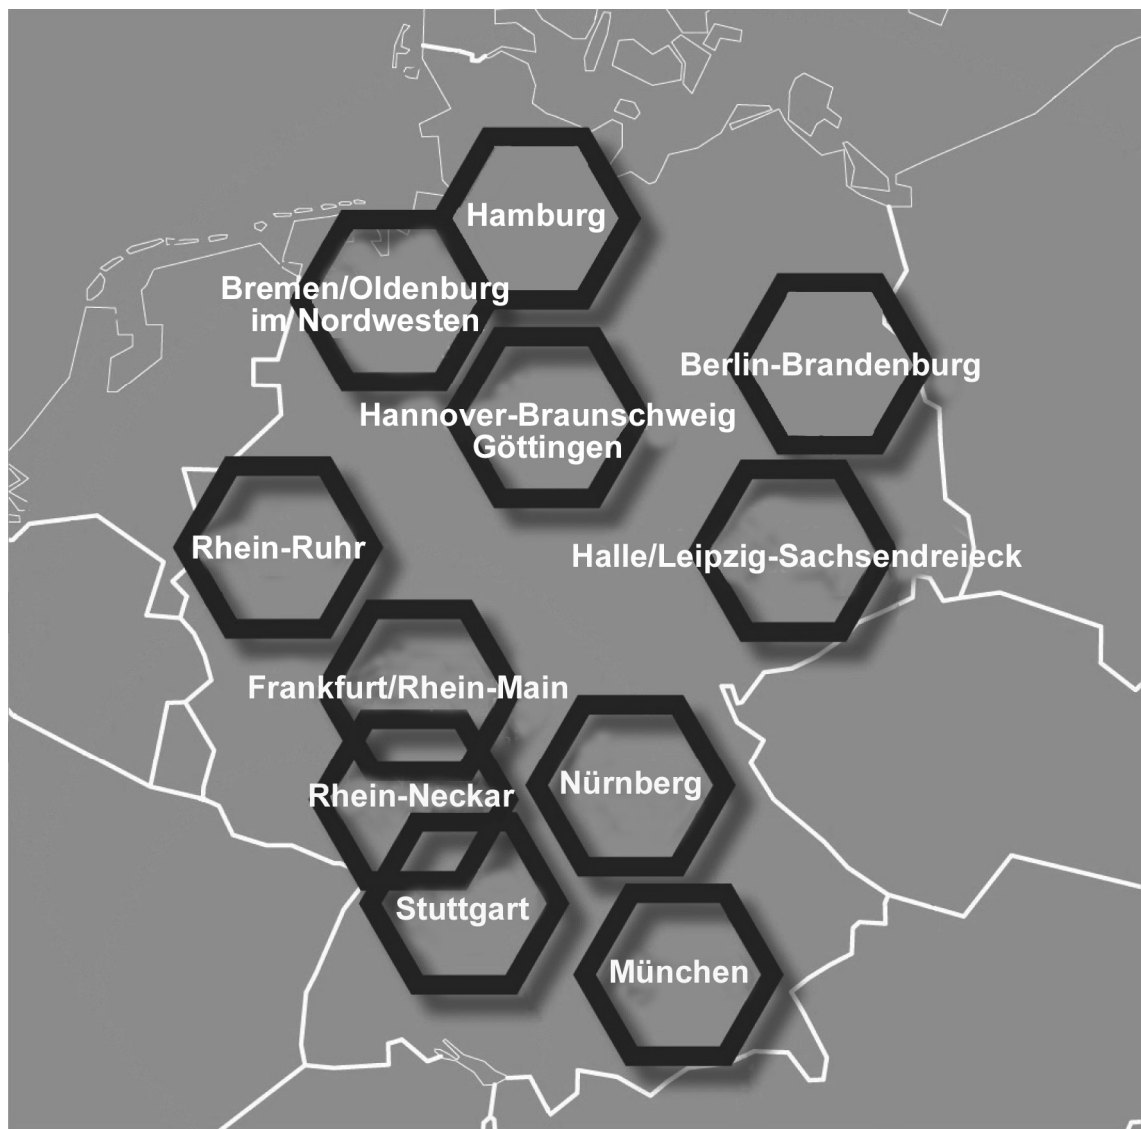 Hamburg
Bremen/Oldenburg
im Nordwesten
Berlin-Brandenburg
Hannover-Braunschweig
Göttingen
Rhein-Ruhr
Halle/Leipzig-Sachsendreieck
Frankfurt/Rhein-Main
Nürnberg
Rhein-Neckar
Stuttgart
München